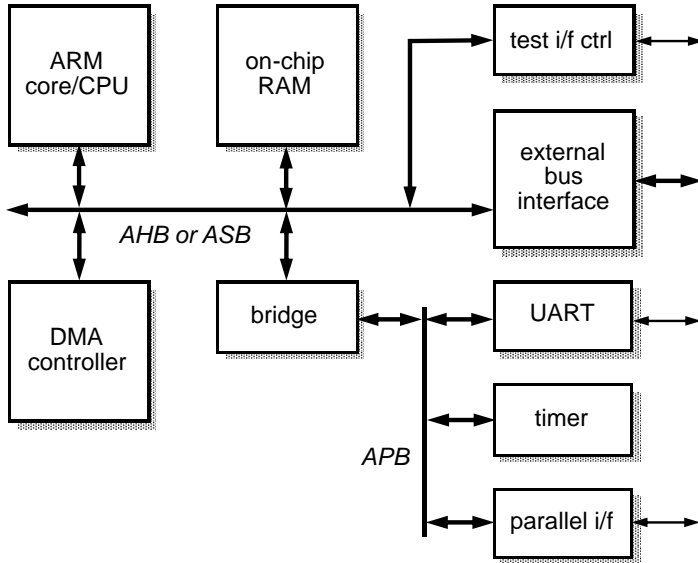 ARM
core/CPU
on-chip
RAM
test i/f ctrl
external
bus
interface
AHB or ASB
DMA
controller
bridge
UART
timer
APB
parallel i/f